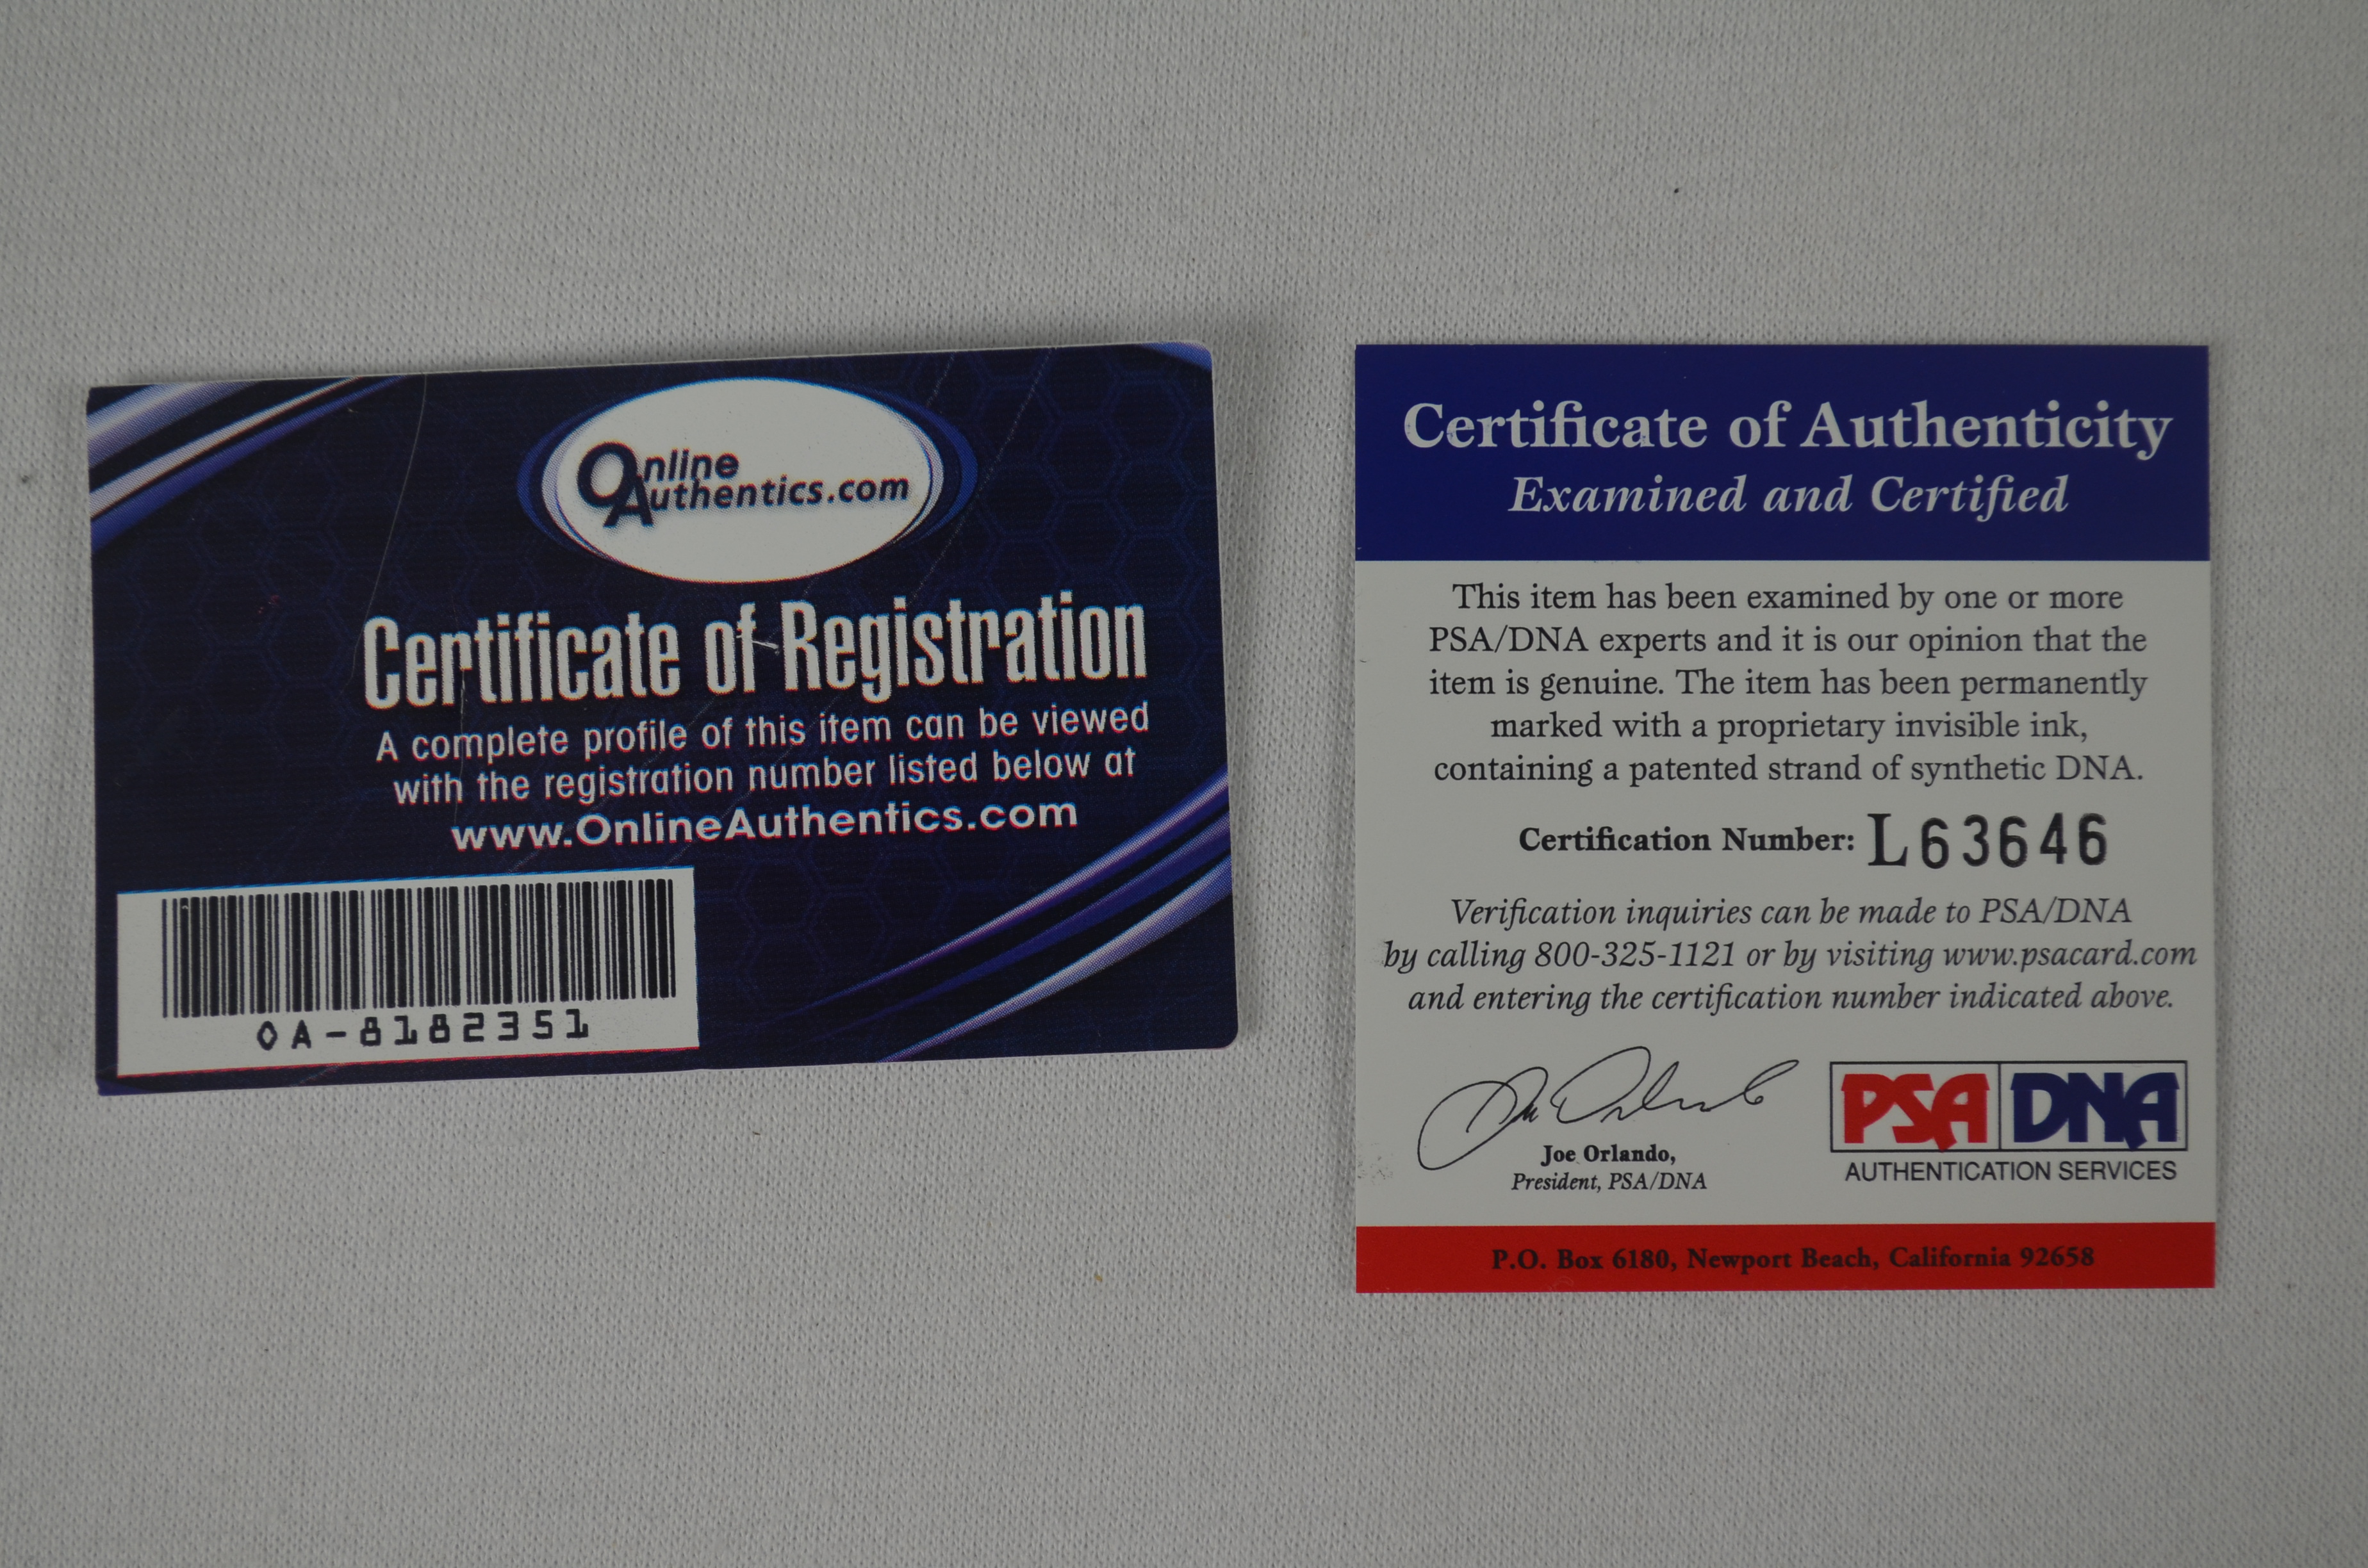 Online
Authentics.com
Certificate of Registration
A complete profile of this item can be viewed
with the registration number listed below at
www.OnlineAuthentics.com
OA-8182351
Certificate of Authenticity
Examined and Certified
This item has been examined by one or more
PSA/DNA experts and it is our opinion that the
item is genuine. The item has been permanently
marked with a proprietary invisible ink,
containing a patented strand of synthetic DNA.
Certification Number: L63646
Verification inquiries can be made to PSA/DNA
by calling 800-325-1121 or by visiting www.psacard.com
and entering the certification number indicated above.
Joe Orlando
Joe Orlando,
President, PSA/DNA
PSA DNA
AUTHENTICATION SERVICES
P.O. Box 6180, Newport Beach, California 92658